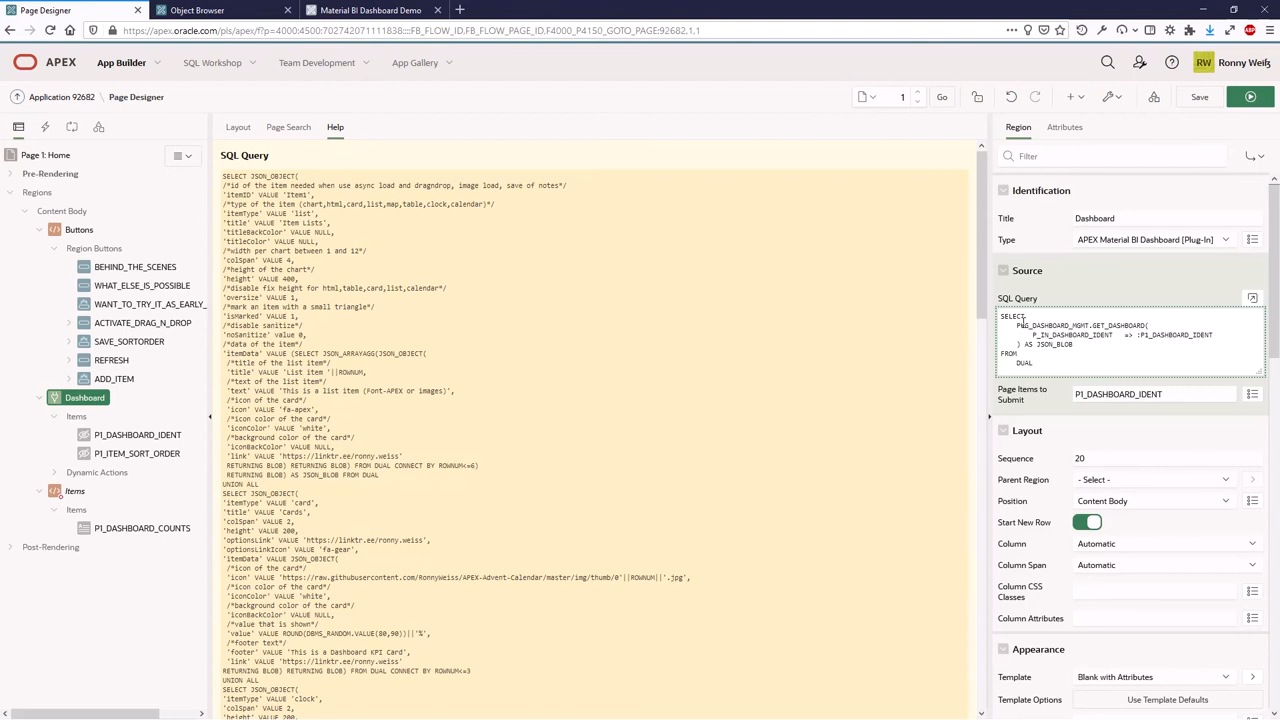 Page Designer
Object Browser
Material BI Dashboard Demo
https://apex.oracle.com/pls/apex/f?p=4000:4500:702742071111838::::FB_FLOW_ID,FB_FLOW_PAGE_ID,F4000_P4150_GOTO_PAGE:92682,1,1
APEX
App Builder
SQL Workshop
Team Development
App Gallery
RW
Ronny Weiß
Application 92682
Page Designer
1
Go
Save
Layout
Page Search
Help
Region
Attributes
Page 1: Home
Pre-Rendering
Regions
Content Body
Buttons
Region Buttons
BEHIND_THE_SCENES
WHAT_ELSE_IS_POSSIBLE
WANT_TO_TRY_IT_AS_EARLY_
ACTIVATE_DRAG_N_DROP
SAVE_SORTORDER
REFRESH
ADD_ITEM
Dashboard
Items
P1_DASHBOARD_IDENT
P1_ITEM_SORT_ORDER
Dynamic Actions
Items
Items
P1_DASHBOARD_COUNTS
Post-Rendering
SQL Query
SELECT JSON_OBJECT(
/*id of the item needed when use async load and dragndrop, image load, save of notes*/
'itemID' VALUE 'Item1',
/*type of the item (chart,html,card,list,map,table,clock,calendar)*/
'itemType' VALUE 'list',
'title' VALUE 'Item Lists',
'titleBackColor' VALUE NULL,
'titleColor' VALUE NULL,
/*width per chart between 1 and 12*/
'colSpan' VALUE 4,
/*height of the chart*/
'height' VALUE 400,
/*disable fix height for html,table,card,list,calendar*/
'oversize' VALUE 1,
/*mark an item with a small triangle*/
'isMarked' VALUE 1,
/*disable sanitize*/
'noSanitize' value 0,
/*data of the item*/
'itemData' VALUE (SELECT JSON_ARRAYAGG(JSON_OBJECT(
/*title of the list item*/
'title' VALUE 'List item '||ROWNUM,
/*text of the list item*/
'text' VALUE 'This is a list item (Font-APEX or images)',
/*icon of the card*/
'icon' VALUE 'fa-apex',
/*icon color of the card*/
'iconColor' VALUE 'white',
/*background color of the card*/
'iconBackColor' VALUE NULL,
'link' VALUE 'https://linktr.ee/ronny.weiss'
RETURNING BLOB) RETURNING BLOB) FROM DUAL CONNECT BY ROWNUM<=6)
RETURNING BLOB) AS JSON_BLOB FROM DUAL
UNION ALL
SELECT JSON_OBJECT(
'itemType' VALUE 'card',
'title' VALUE 'Cards',
'colSpan' VALUE 2,
'height' VALUE 200,
'optionsLink' VALUE 'https://linktr.ee/ronny.weiss',
'optionsLinkIcon' VALUE 'fa-gear',
'itemData' VALUE JSON_OBJECT(
/*icon of the card*/
'icon' VALUE 'https://raw.githubusercontent.com/RonnyWeiss/APEX-Advent-Calendar/master/img/thumb/0'||ROWNUM||'.jpg',
/*icon color of the card*/
'iconColor' VALUE 'white',
/*background color of the card*/
'iconBackColor' VALUE NULL,
/*value that is shown*/
'value' VALUE ROUND(DBMS_RANDOM.VALUE(80,90))||'%',
/*footer text*/
'footer' VALUE 'This is a Dashboard KPI Card',
'link' VALUE 'https://linktr.ee/ronny.weiss'
RETURNING BLOB) RETURNING BLOB) FROM DUAL CONNECT BY ROWNUM<=3
UNION ALL
SELECT JSON_OBJECT(
'itemType' VALUE 'clock',
'colSpan' VALUE 2,
'height' VALUE 200,
Filter
Identification
Title
Dashboard
Type
APEX Material BI Dashboard [Plug-In]
Source
SQL Query
SELECT
_DASHBOARD_MGMT.GET_DASHBOARD(
P_IN_DASHBOARD_IDENT => :P1_DASHBOARD_IDENT
) AS JSON_BLOB
FROM
DUAL
Page Items to Submit
P1_DASHBOARD_IDENT
Layout
Sequence
20
Parent Region
- Select -
Position
Content Body
Start New Row
Column
Automatic
Column Span
Automatic
Column CSS Classes
Column Attributes
Appearance
Template
Blank with Attributes
Template Options
Use Template Defaults